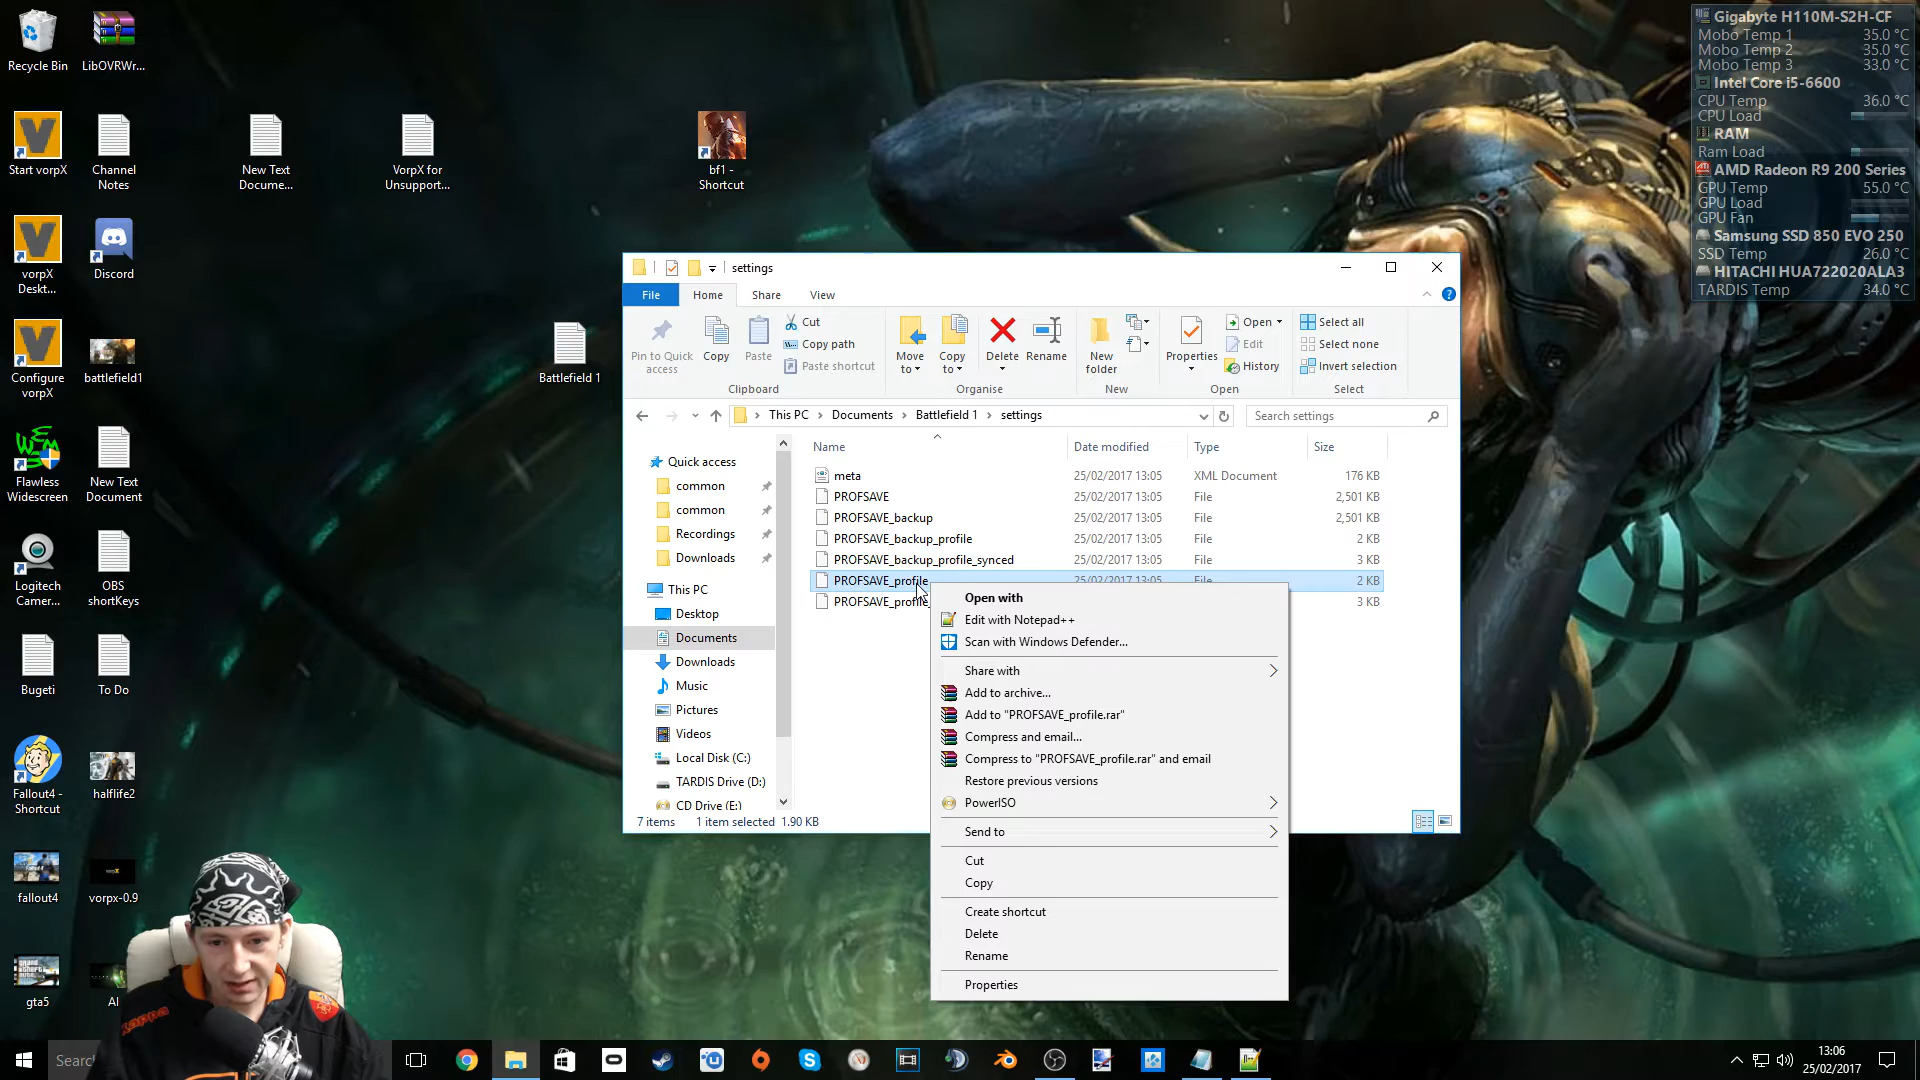 Recycle Bin
LibOVRWr...
Start vorpX
Channel
Notes
New Text
Docume...
VorpX for
Unsupport...
bf1 -
Shortcut
vorpX
Deskt...
Discord
Configure
vorpX
battlefield1
Battlefield 1
Flawless
Widescreen
New Text
Document
Logitech
Camer...
OBS
shortKeys
Bugeti
To Do
Fallout4 -
Shortcut
halflife2
fallout4
vorpx-0.9
gta5
Al
Gigabyte H110M-S2H-CF
Mobo Temp 1 35.0 °C
Mobo Temp 2 35.0 °C
Mobo Temp 3 33.0 °C
Intel Core i5-6600
CPU Temp 36.0 °C
CPU Load
RAM
Ram Load
AMD Radeon R9 200 Series
GPU Temp 55.0 °C
GPU Load
GPU Fan
Samsung SSD 850 EVO 250
SSD Temp 26.0 °C
HITACHI HUA722020ALA3
TARDIS Temp 34.0 °C
settings
File Home Share View
Pin to Quick
access
Copy
Paste
Cut
Copy path
Paste shortcut
Clipboard
Move
to
Copy
to
Delete
Rename
Organise
New
folder
New
Properties
Open
Edit
History
Open
Select all
Select none
Invert selection
Select
This PC > Documents > Battlefield 1 > settings
Search settings
Name Date modified Type Size
meta 25/02/2017 13:05 XML Document 176 KB
PROFSAVE 25/02/2017 13:05 File 2,501 KB
PROFSAVE_backup 25/02/2017 13:05 File 2,501 KB
PROFSAVE_backup_profile 25/02/2017 13:05 File 2 KB
PROFSAVE_backup_profile_synced 25/02/2017 13:05 File 3 KB
PROFSAVE_profile 25/02/2017 13:05 File 2 KB
PROFSAVE_profile_ 3 KB
Quick access
common
common
Recordings
Downloads
This PC
Desktop
Documents
Downloads
Music
Pictures
Videos
Local Disk (C:)
TARDIS Drive (D:)
CD Drive (E:)
7 items 1 item selected 1.90 KB
Open with
Edit with Notepad++
Scan with Windows Defender...
Share with
Add to archive...
Add to "PROFSAVE_profile.rar"
Compress and email...
Compress to "PROFSAVE_profile.rar" and email
Restore previous versions
PowerISO
Send to
Cut
Copy
Create shortcut
Delete
Rename
Properties
Kappa
Searc
13:06
25/02/2017